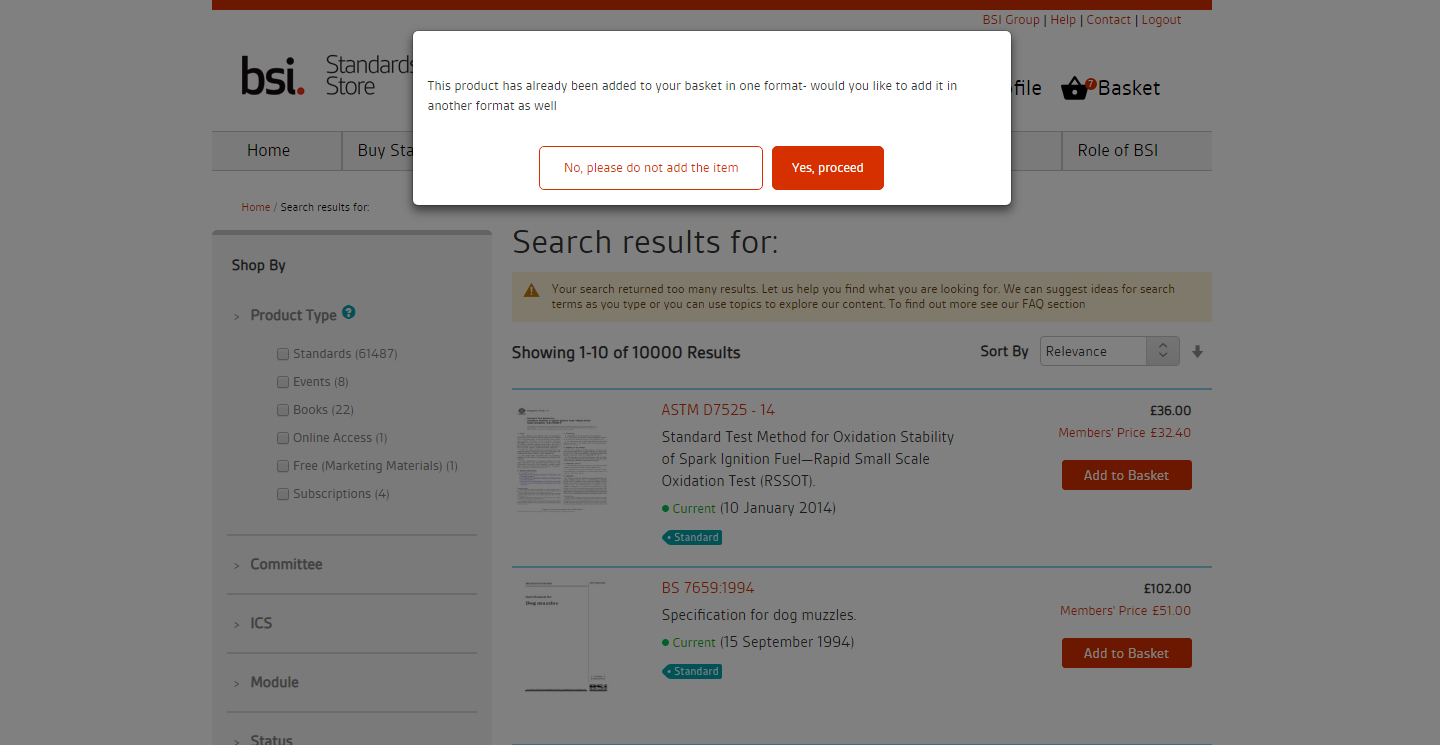 BSI Group | Help | Contact | Logout
bsi. Standards
Store
This product has already been added to your basket in one format- would you like to add it in
another format as well
No, please do not add the item
Yes, proceed
7
Basket
Home
Buy Sta
Role of BSI
Home / Search results for:
Search results for:
Shop By
Product Type ?
Standards (61487)
Events (8)
Books (22)
Online Access (1)
Free (Marketing Materials) (1)
Subscriptions (4)
Committee
ICS
Module
Status
Your search returned too many results. Let us help you find what you are looking for. We can suggest ideas for search
terms as you type or you can use topics to explore our content. To find out more see our FAQ section
Showing 1-10 of 10000 Results
Sort By
Relevance
ASTM D7525 - 14
Standard Test Method for Oxidation Stability
of Spark Ignition Fuel—Rapid Small Scale
Oxidation Test (RSSOT).
Current (10 January 2014)
Standard
£36.00
Members' Price £32.40
Add to Basket
Dog muzzles
BS 7659:1994
Specification for dog muzzles.
Current (15 September 1994)
Standard
£102.00
Members' Price £51.00
Add to Basket